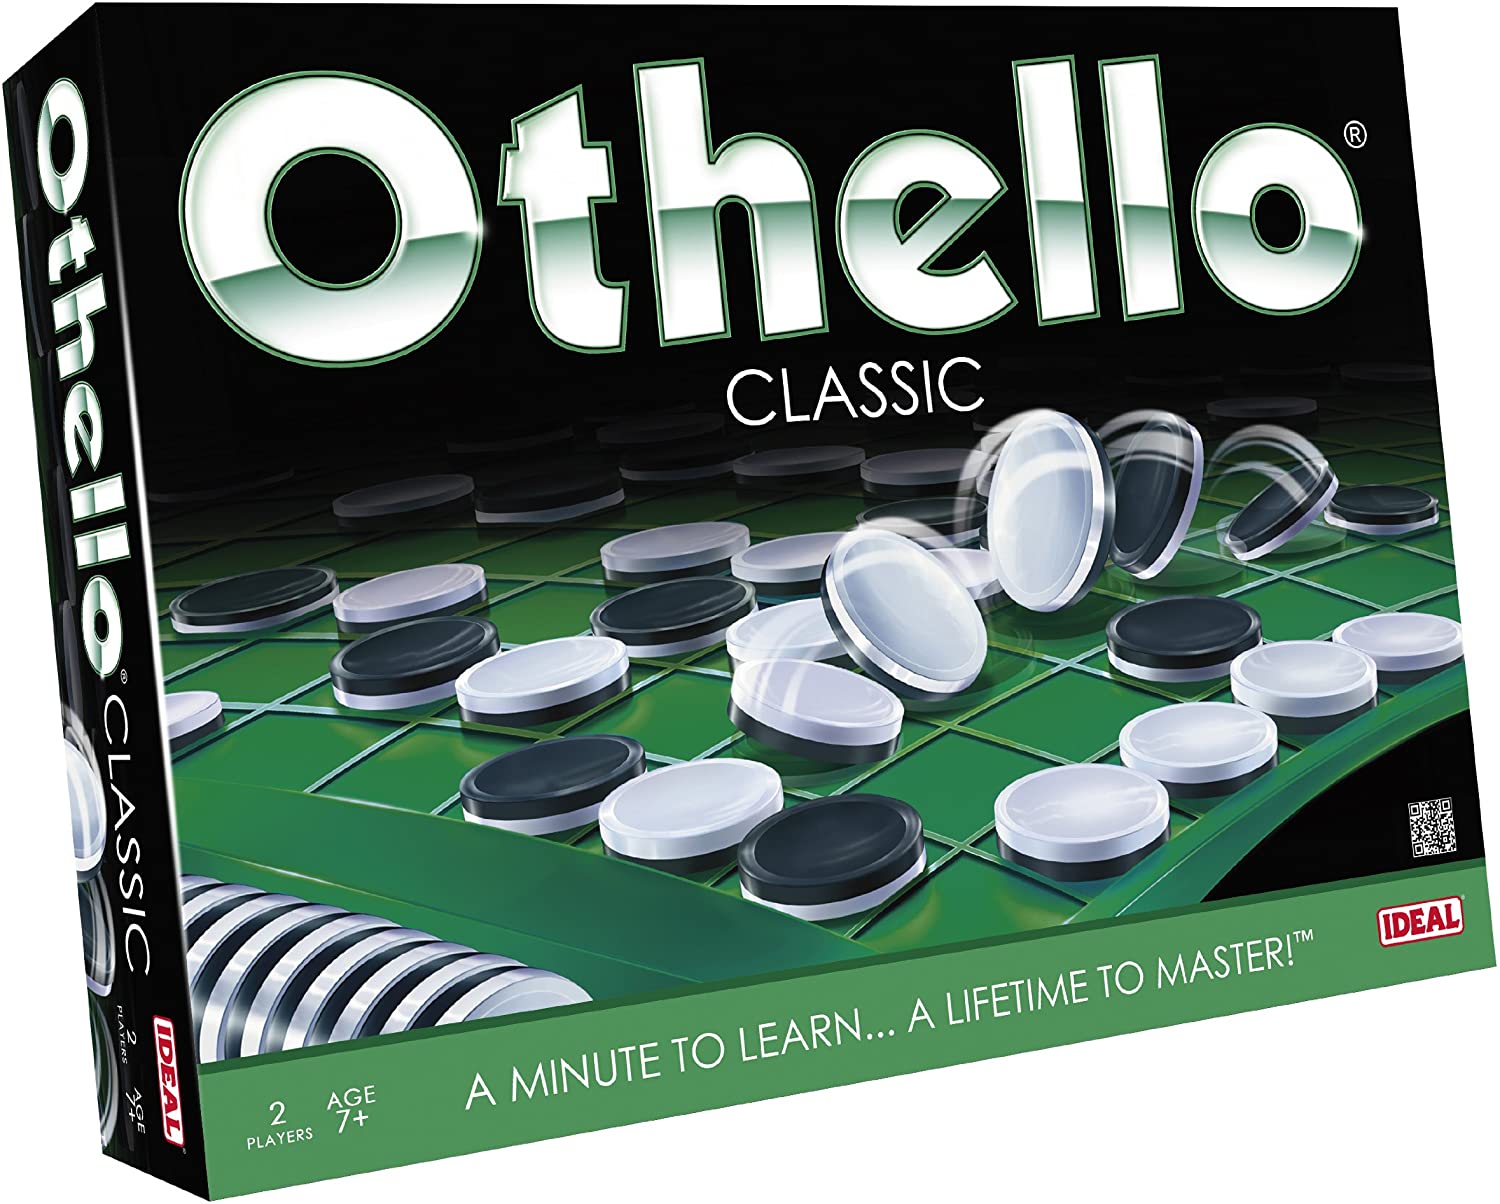 Othello®
CLASSIC
A MINUTE TO LEARN... A LIFETIME TO MASTER!™
IDEAL
2
PLAYERS
AGE
7+
Othello® CLASSIC
2
PLAYERS
AGE
7+
IDEAL